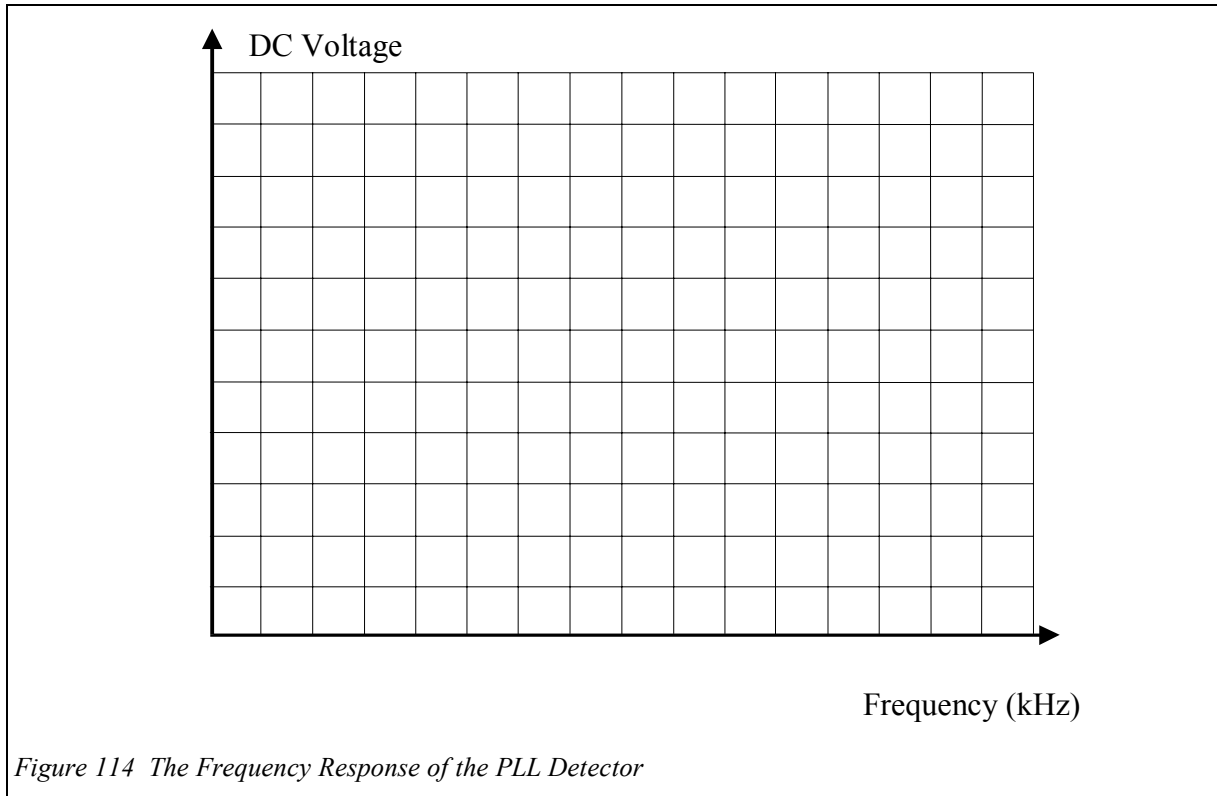 DC Voltage
Frequency (kHz)
Figure 114 The Frequency Response of the PLL Detector